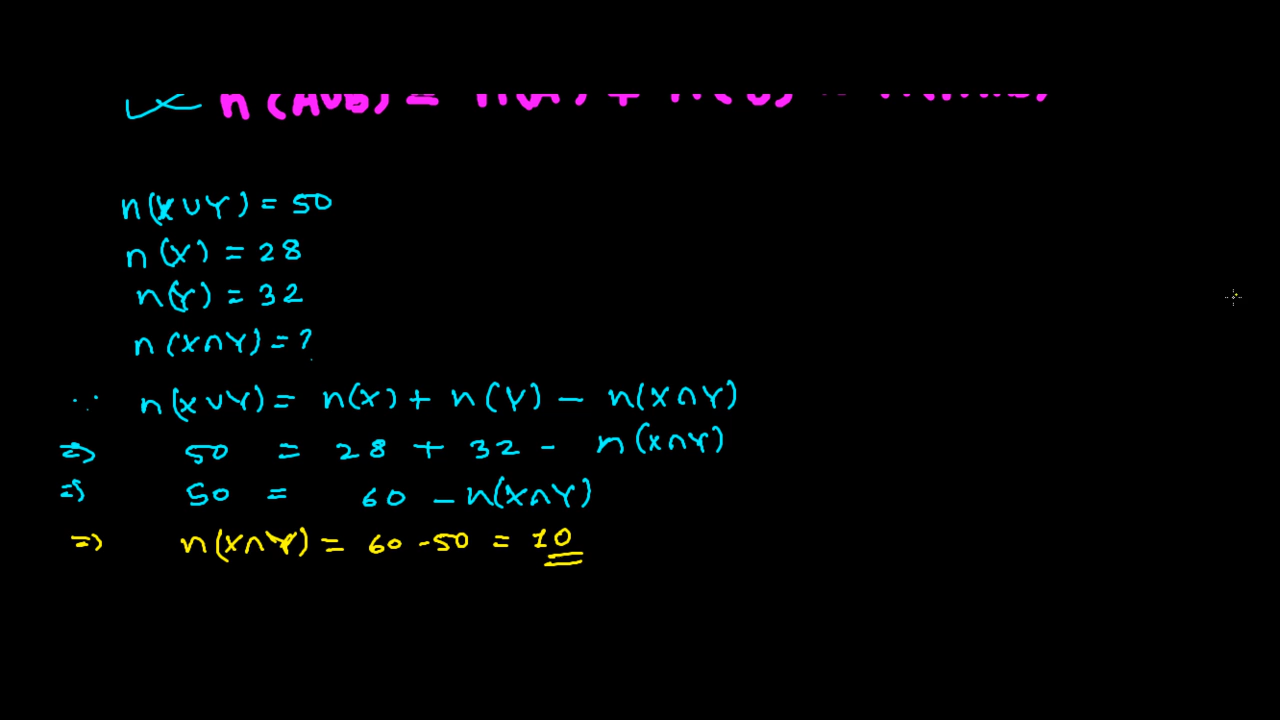 n(A∪B) = n(A) + n(B) - n(A∩B)
n(X∪Y) = 50
n(X) = 28
n(Y) = 32
n(X∩Y) = ?
∵ n(X∪Y) = n(X) + n(Y) - n(X∩Y)
⇒ 50 = 28 + 32 - n(X∩Y)
⇒ 50 = 60 - n(X∩Y)
⇒ n(X∩Y) = 60 - 50 = 10